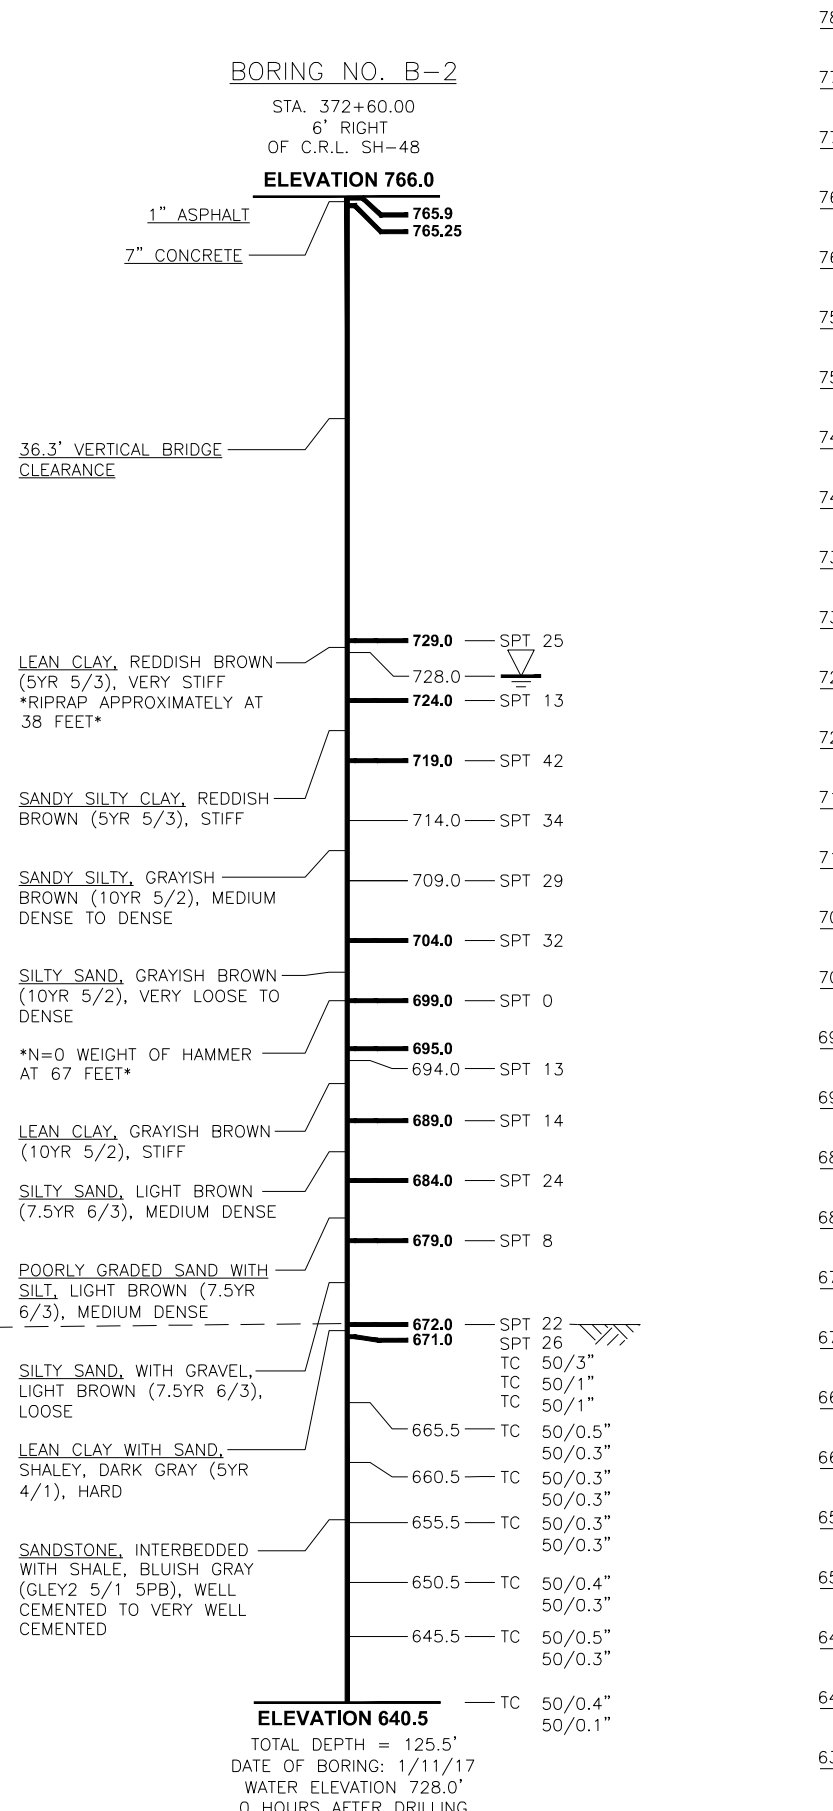 BORING NO. B-2
STA. 372+60.00
6' RIGHT
OF C.R.L. SH-48
ELEVATION 766.0
1" ASPHALT
765.9
765.25
7" CONCRETE
36.3' VERTICAL BRIDGE
CLEARANCE
729.0 SPT 25
LEAN CLAY, REDDISH BROWN
(5YR 5/3), VERY STIFF
*RIPRAP APPROXIMATELY AT
38 FEET*
728.0
724.0 SPT 13
719.0 SPT 42
SANDY SILTY CLAY, REDDISH
BROWN (5YR 5/3), STIFF
714.0 SPT 34
SANDY SILTY, GRAYISH
BROWN (10YR 5/2), MEDIUM
DENSE TO DENSE
709.0 SPT 29
704.0 SPT 32
SILTY SAND, GRAYISH BROWN
(10YR 5/2), VERY LOOSE TO
DENSE
699.0 SPT 0
*N=0 WEIGHT OF HAMMER
AT 67 FEET*
695.0
694.0 SPT 13
689.0 SPT 14
LEAN CLAY, GRAYISH BROWN
(10YR 5/2), STIFF
684.0 SPT 24
SILTY SAND, LIGHT BROWN
(7.5YR 6/3), MEDIUM DENSE
679.0 SPT 8
POORLY GRADED SAND WITH
SILT, LIGHT BROWN (7.5YR
6/3), MEDIUM DENSE
672.0 SPT 22
671.0 SPT 26
TC 50/3"
TC 50/1"
TC 50/1"
SILTY SAND, WITH GRAVEL,
LIGHT BROWN (7.5YR 6/3),
LOOSE
665.5 TC 50/0.5"
50/0.3"
LEAN CLAY WITH SAND,
SHALEY, DARK GRAY (5YR
4/1), HARD
660.5 TC 50/0.3"
50/0.3"
655.5 TC 50/0.3"
50/0.3"
SANDSTONE, INTERBEDDED
WITH SHALE, BLUISH GRAY
(GLEY2 5/1 5PB), WELL
CEMENTED TO VERY WELL
CEMENTED
650.5 TC 50/0.4"
50/0.3"
645.5 TC 50/0.5"
50/0.3"
TC 50/0.4"
50/0.1"
ELEVATION 640.5
TOTAL DEPTH = 125.5'
DATE OF BORING: 1/11/17
WATER ELEVATION 728.0'
0 HOURS AFTER DRILLING